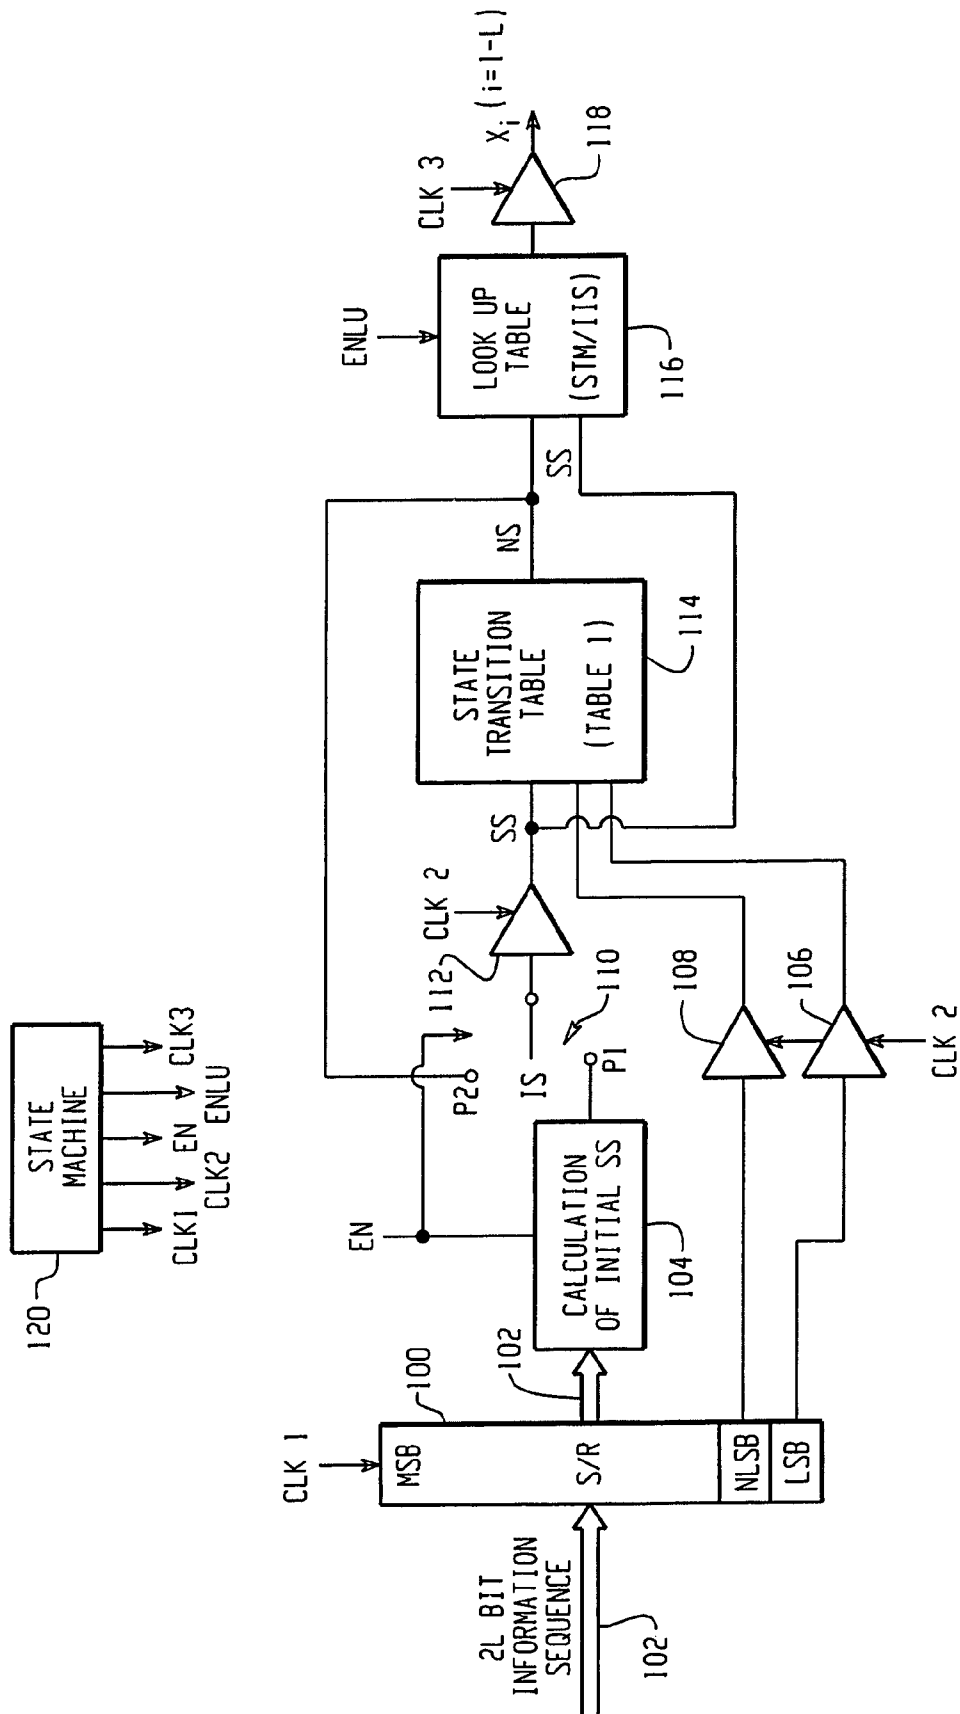 STATE
MACHINE
120
CLK1
CLK2
EN
ENLU
CLK3
2L BIT
INFORMATION
SEQUENCE
102
CLK 1
MSB
100
S/R
NLSB
LSB
102
EN
CALCULATION
OF INITIAL SS
104
P2
IS
P1
110
112
CLK 2
108
106
CLK 2
SS
STATE
TRANSITION
TABLE
(TABLE 1)
114
NS
SS
ENLU
LOOK UP
TABLE
(STM/IIS)
116
CLK 3
118
Xi (i=1-L)